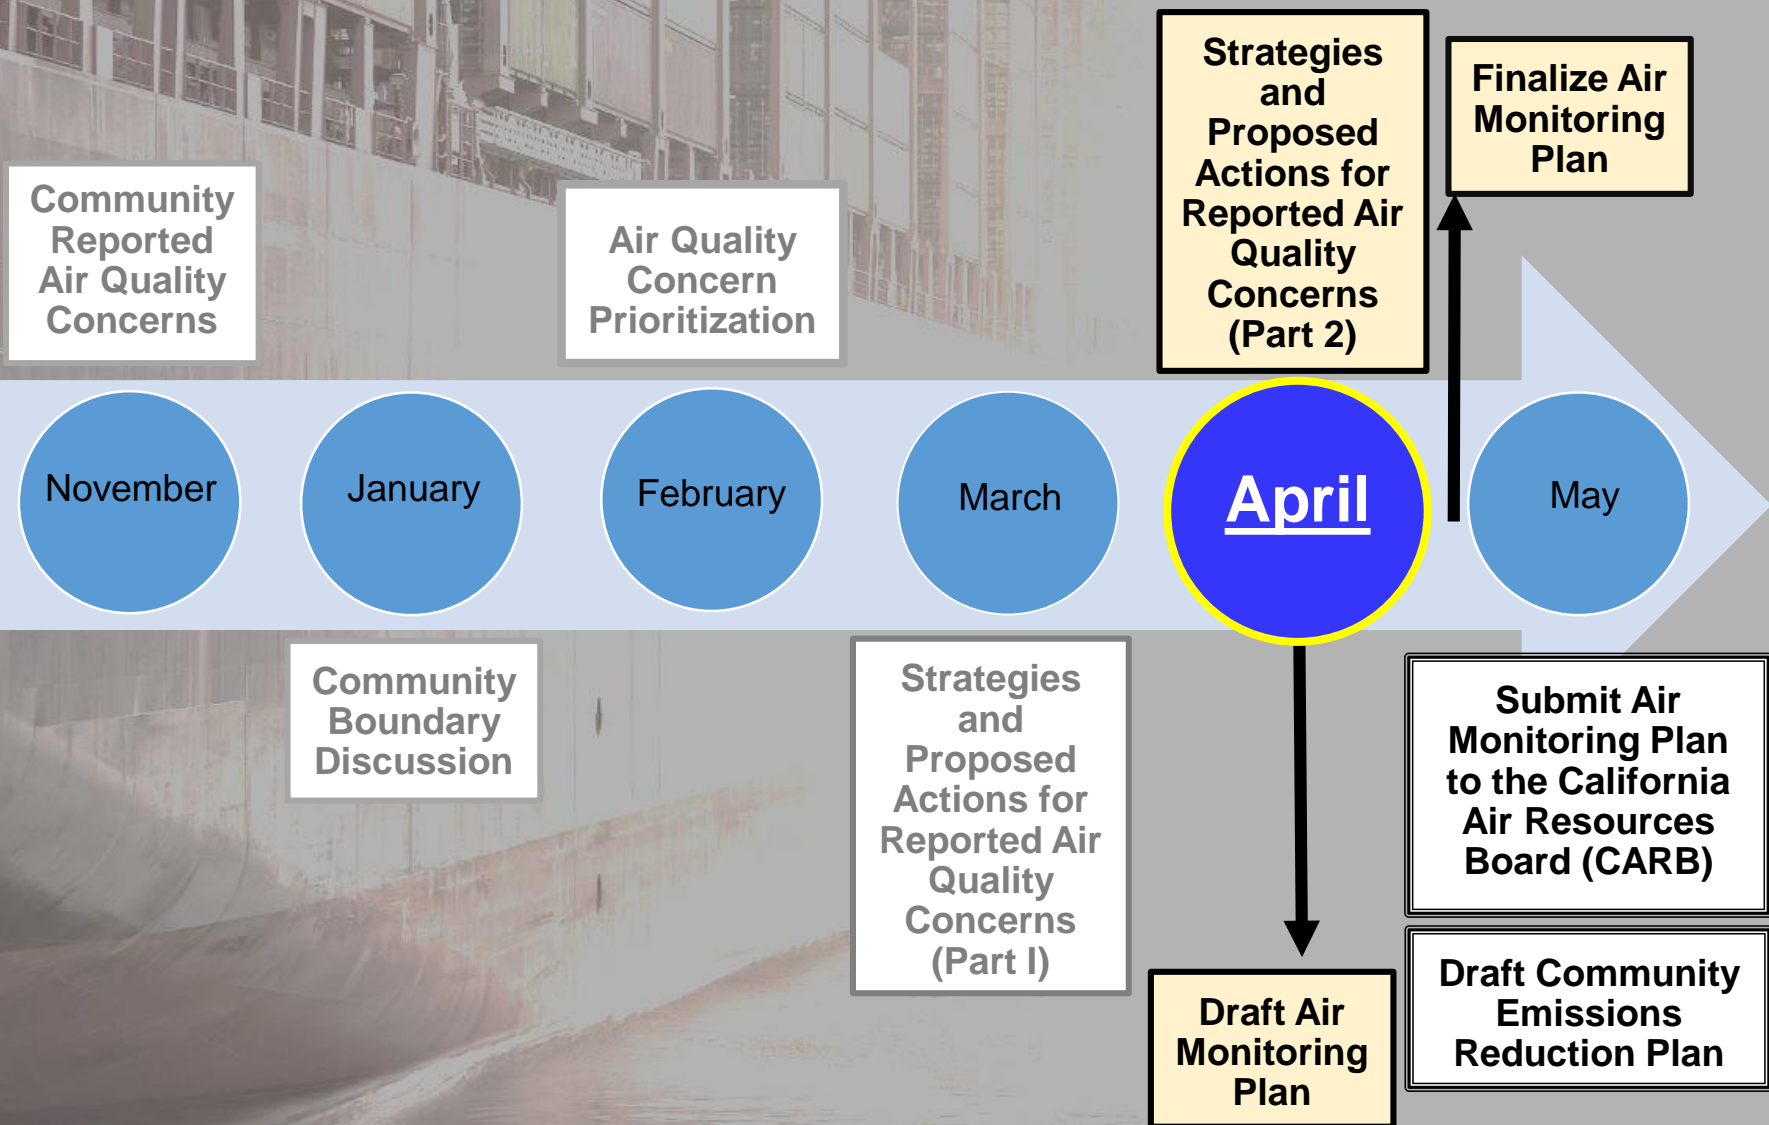 Community
Reported
Air Quality
Concerns
Air Quality
Concern
Prioritization
Strategies
and
Proposed
Actions for
Reported Air
Quality
Concerns
(Part 2)
Finalize Air
Monitoring
Plan
November
January
February
March
April
May
Community
Boundary
Discussion
Strategies
and
Proposed
Actions for
Reported Air
Quality
Concerns
(Part I)
Draft Air
Monitoring
Plan
Submit Air
Monitoring Plan
to the California
Air Resources
Board (CARB)
Draft Community
Emissions
Reduction Plan